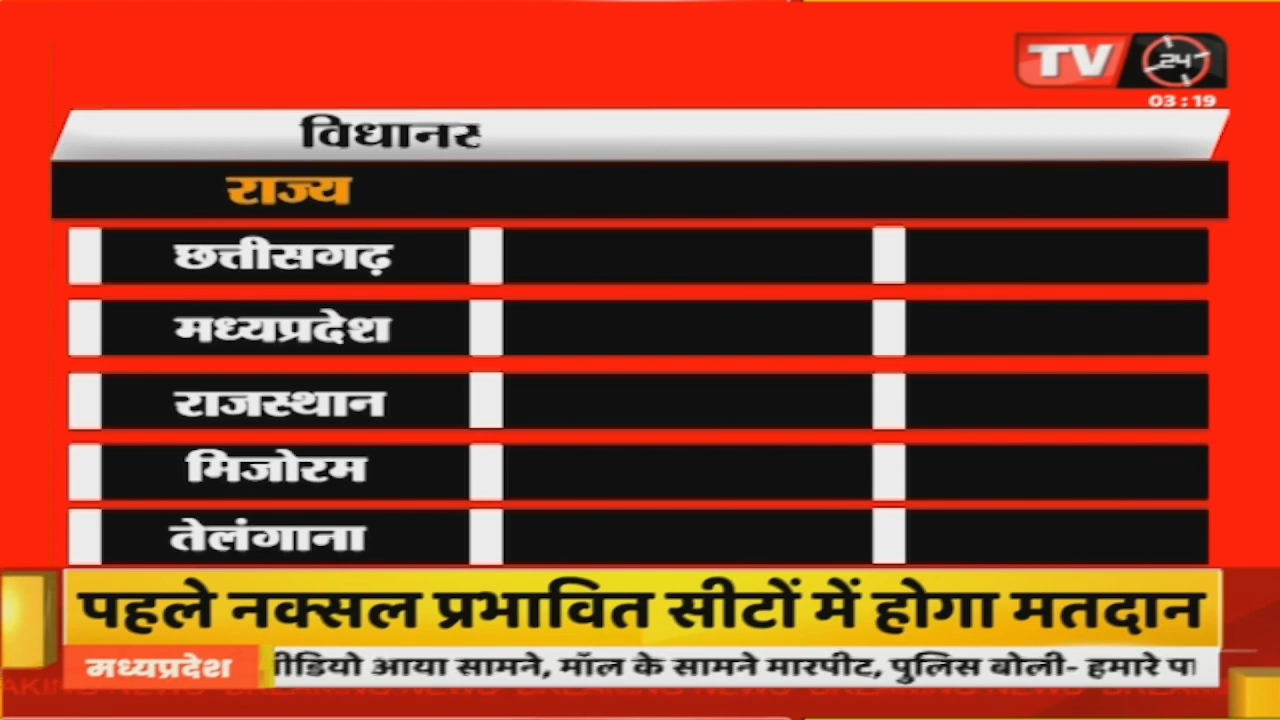 TV 24
03:19
राज्य
छत्तीसगढ़
मध्यप्रदेश
राजस्थान
मिजोरम
तेलंगाना
पहले नक्सल प्रभावित सीटों में होगा मतदान
मध्यप्रदेश
आया सामने, मॉल के सामने मारपीट, पुलिस बोली- हमारे